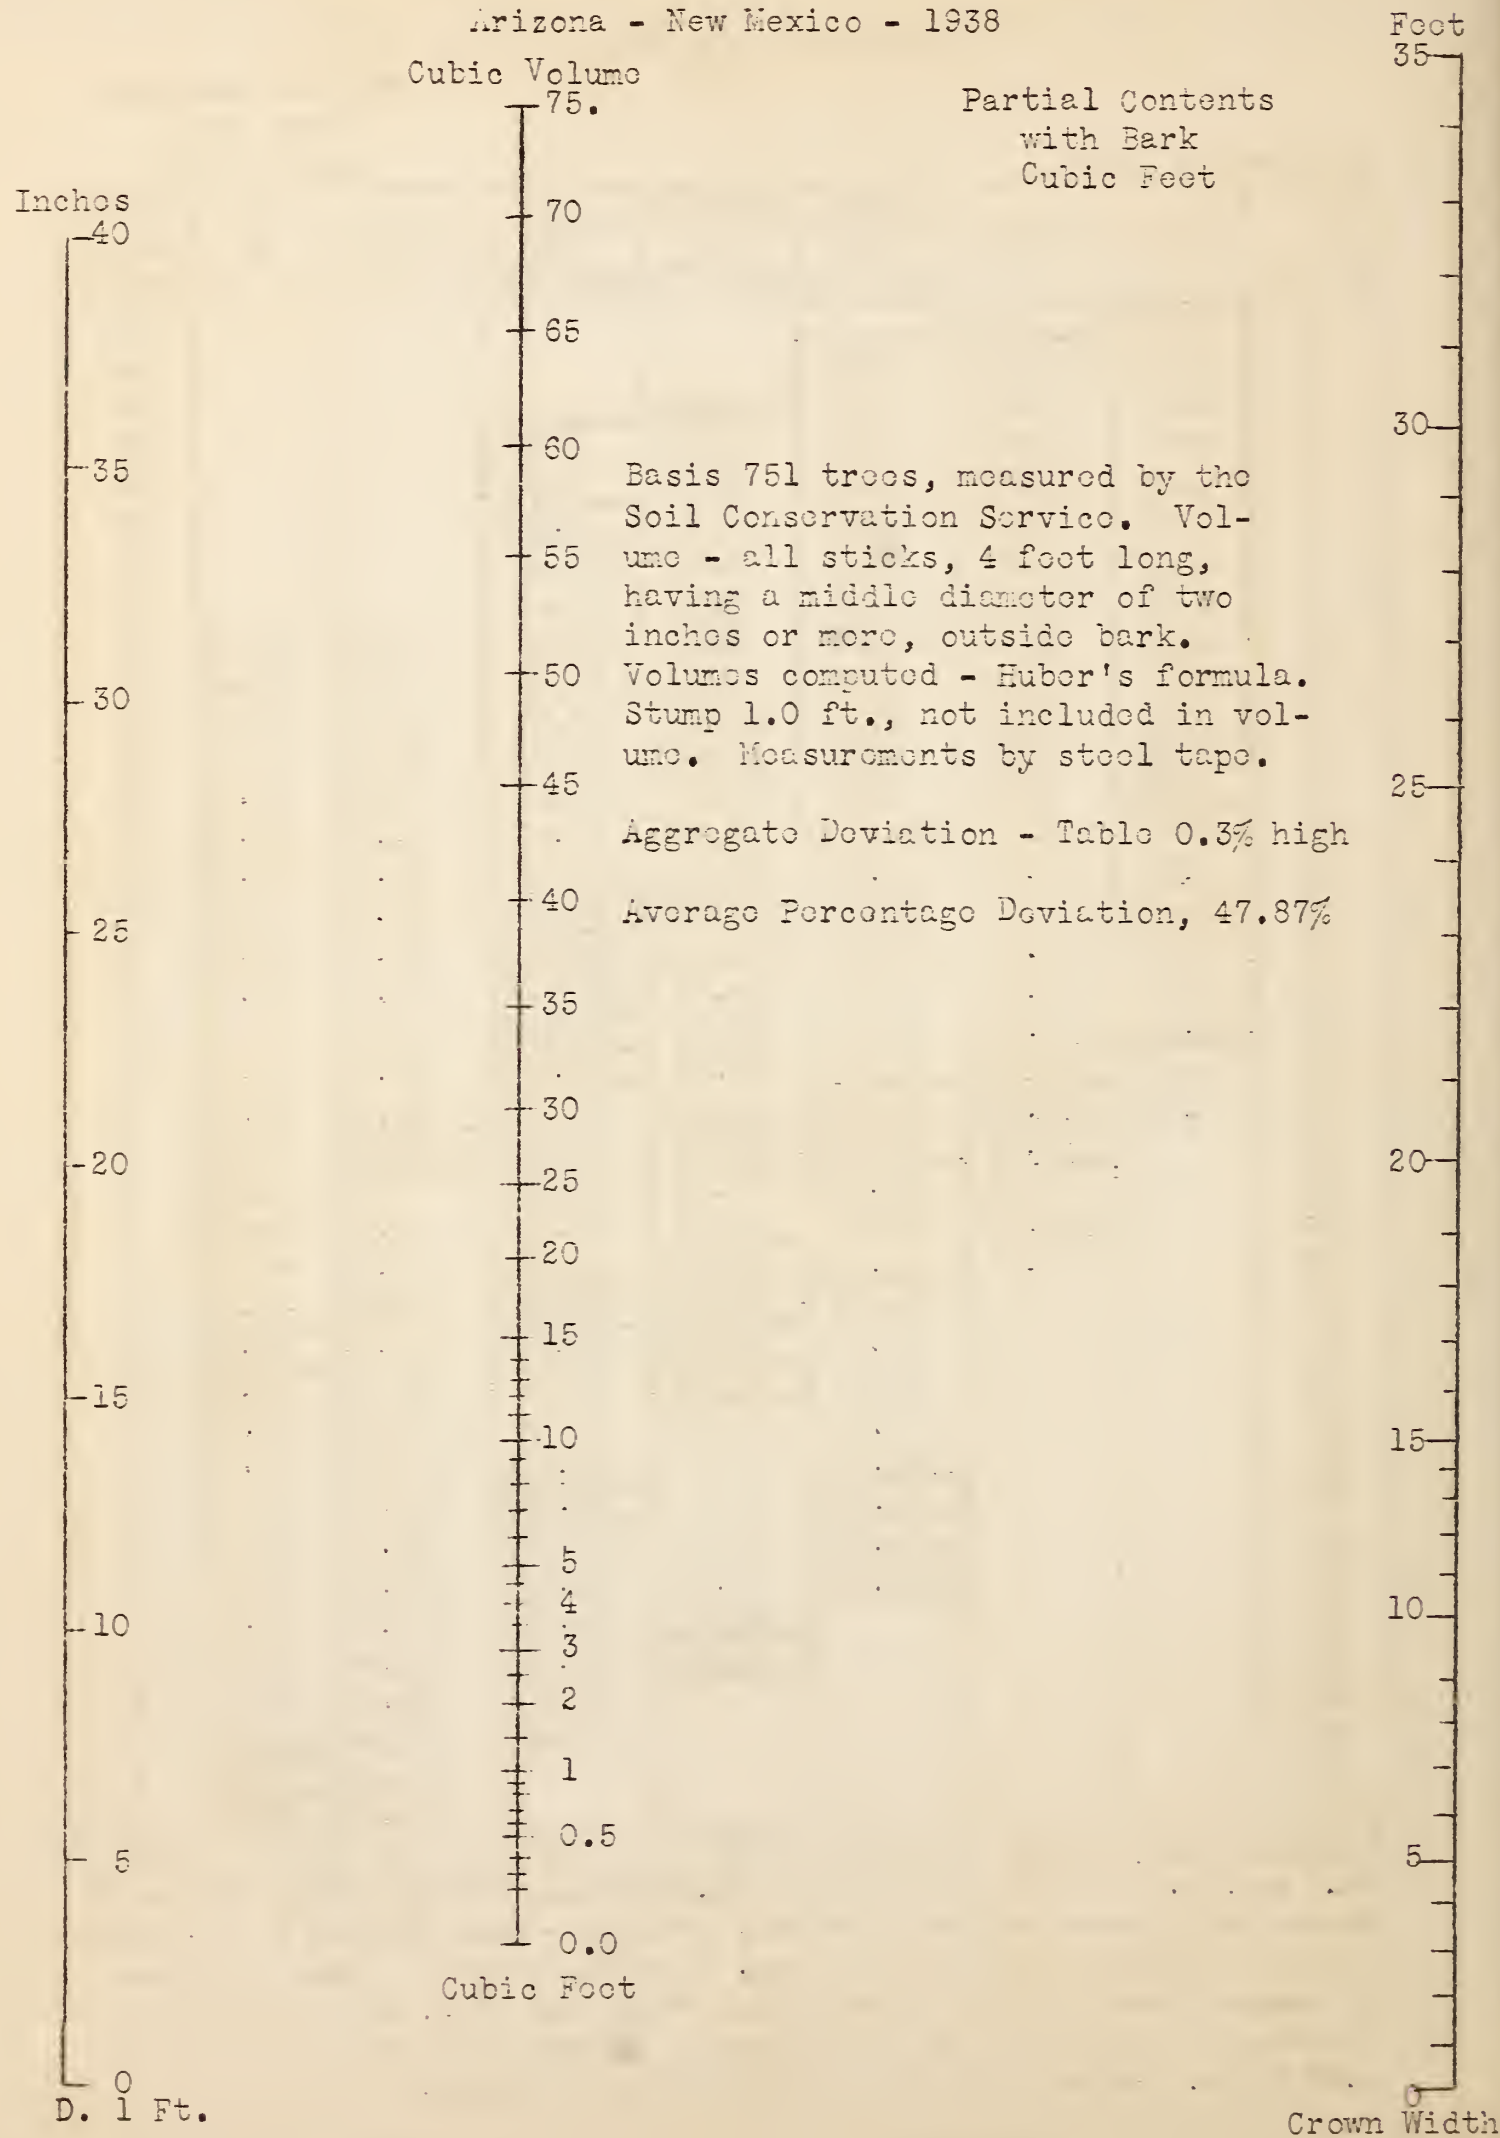 Arizona - New Mexico - 1938
Feet
Cubic Volume
Partial Contents
with Bark
Cubic Feet
Inches
40
35
30
25
20
15
10
5
0
D. 1 Ft.
75.
70
65
60
55
50
45
40
35
30
25
20
15
10
5
4
3
2
1
0.5
0.0
Cubic Feet
Basis 751 trees, measured by the
Soil Conservation Service. Vol-
ume - all sticks, 4 feet long,
having a middle diameter of two
inches or more, outside bark.
Volumes computed - Huber's formula.
Stump 1.0 ft., not included in vol-
ume. Measurements by steel tape.
Aggregate Deviation - Table 0.3% high
Average Percentage Deviation, 47.87%
35
30
25
20
15
10
5
0
Crown Width